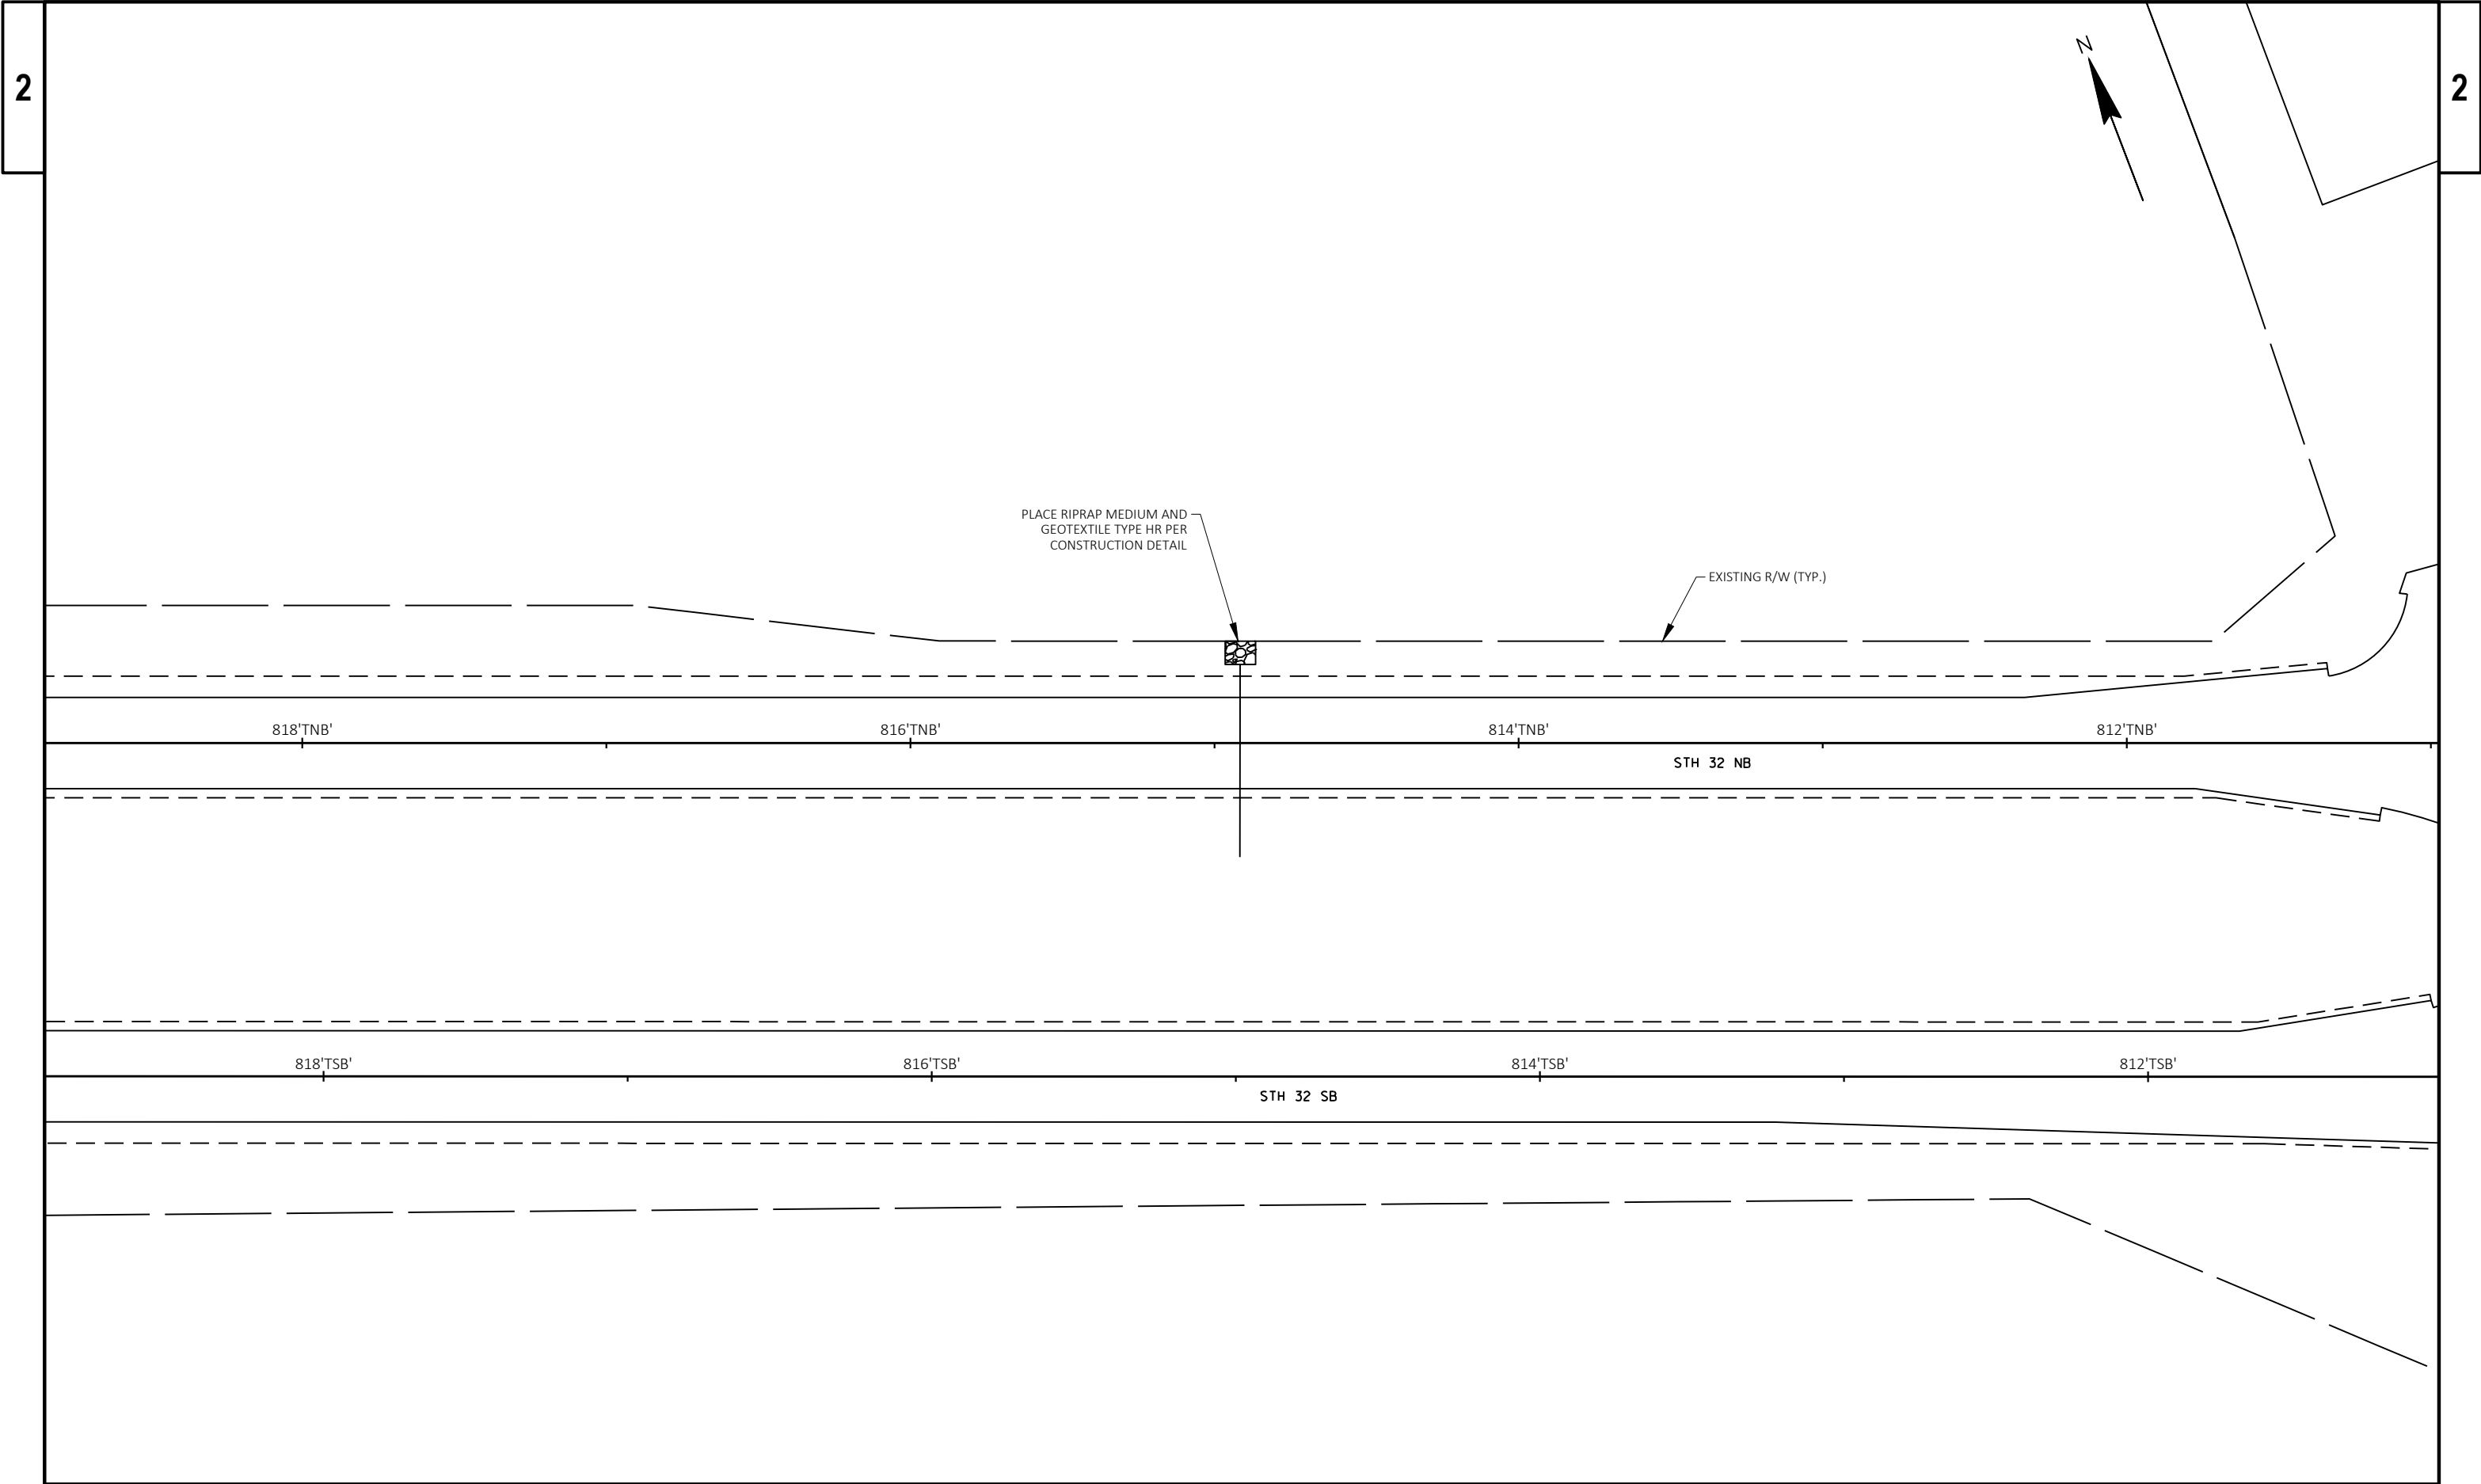 2
2
N
PLACE RIPRAP MEDIUM AND
GEOTEXTILE TYPE HR PER
CONSTRUCTION DETAIL
EXISTING R/W (TYP.)
818'TNB'
816'TNB'
814'TNB'
812'TNB'
STH 32 NB
818'TSB'
816'TSB'
814'TSB'
812'TSB'
STH 32 SB